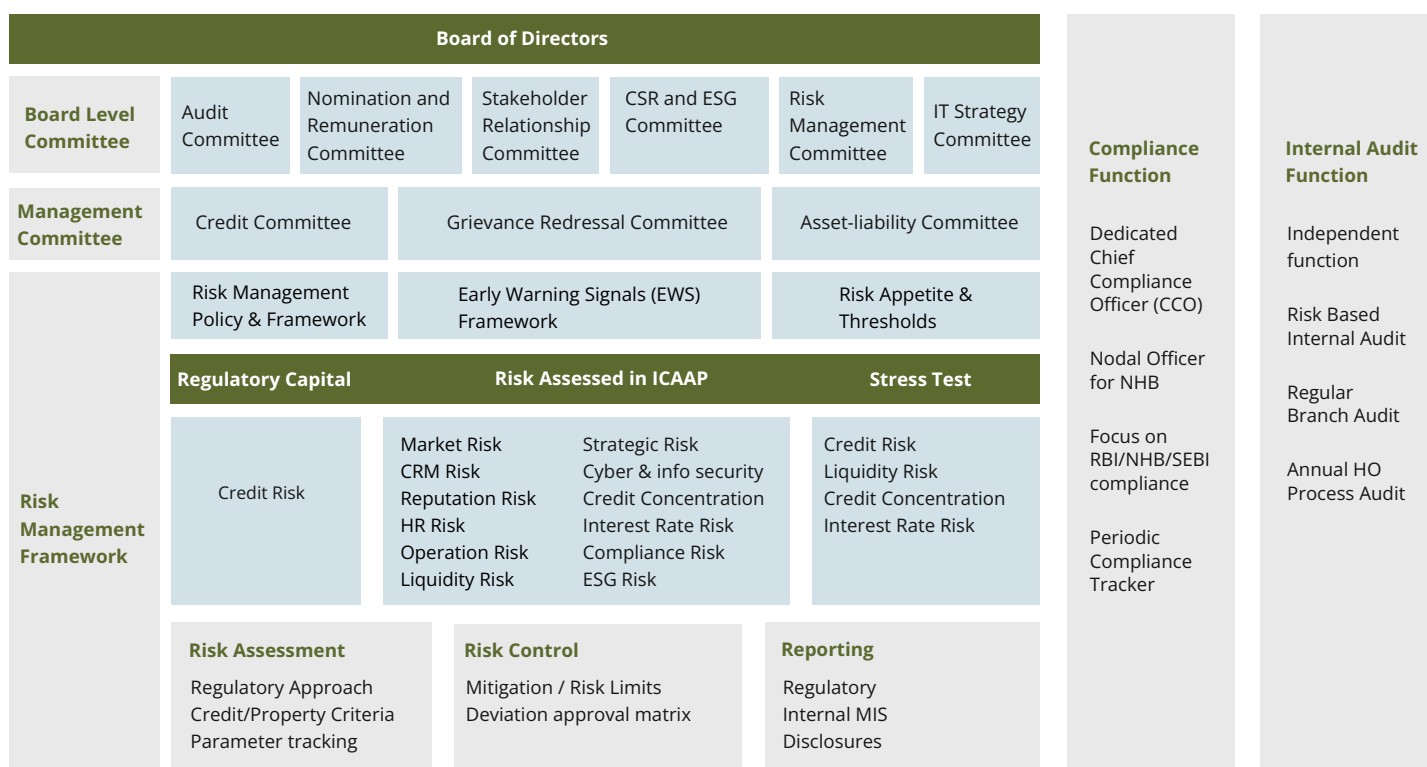 Board of Directors
Board Level
Committee
Audit
Committee
Nomination and
Remuneration
Committee
Stakeholder
Relationship
Committee
CSR and ESG
Committee
Risk
Management
Committee
IT Strategy
Committee
Management
Committee
Credit Committee
Grievance Redressal Committee
Asset-liability Committee
Risk
Management
Framework
Risk Management
Policy & Framework
Early Warning Signals (EWS)
Framework
Risk Appetite &
Thresholds
Regulatory Capital
Risk Assessed in ICAAP
Stress Test
Credit Risk
Market Risk
CRM Risk
Reputation Risk
HR Risk
Operation Risk
Liquidity Risk
Strategic Risk
Cyber & info security
Credit Concentration
Interest Rate Risk
Compliance Risk
ESG Risk
Credit Risk
Liquidity Risk
Credit Concentration
Interest Rate Risk
Risk Assessment
Regulatory Approach
Credit/Property Criteria
Parameter tracking
Risk Control
Mitigation / Risk Limits
Deviation approval matrix
Reporting
Regulatory
Internal MIS
Disclosures
Compliance
Function
Dedicated
Chief
Compliance
Officer (CCO)
Nodal Officer
for NHB
Focus on
RBI/NHB/SEBI
compliance
Periodic
Compliance
Tracker
Internal Audit
Function
Independent
function
Risk Based
Internal Audit
Regular
Branch Audit
Annual HO
Process Audit